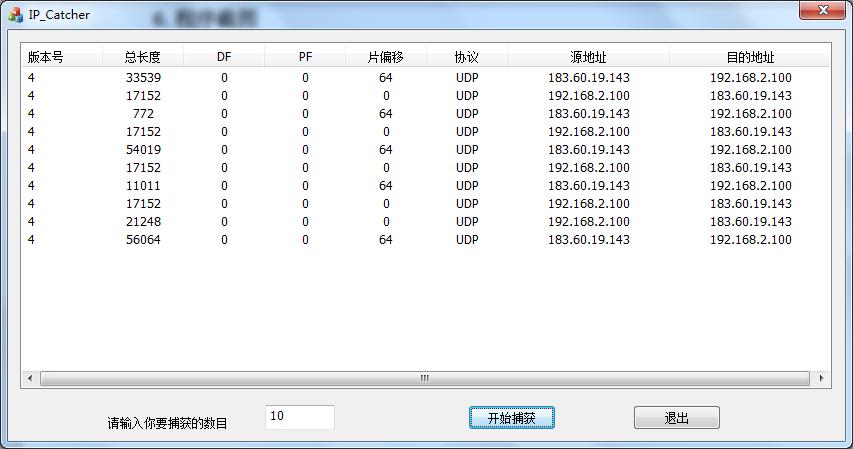 6. 程序截图
IP_Catcher
版本号 总长度 DF PF 片偏移 协议 源地址 目的地址
4 33539 0 0 64 UDP 183.60.19.143 192.168.2.100
4 17152 0 0 0 UDP 192.168.2.100 183.60.19.143
4 772 0 0 64 UDP 183.60.19.143 192.168.2.100
4 17152 0 0 0 UDP 192.168.2.100 183.60.19.143
4 54019 0 0 64 UDP 183.60.19.143 192.168.2.100
4 17152 0 0 0 UDP 192.168.2.100 183.60.19.143
4 11011 0 0 64 UDP 183.60.19.143 192.168.2.100
4 17152 0 0 0 UDP 192.168.2.100 183.60.19.143
4 21248 0 0 0 UDP 192.168.2.100 183.60.19.143
4 56064 0 0 64 UDP 183.60.19.143 192.168.2.100
请输入你要捕获的数目 10 开始捕获 退出